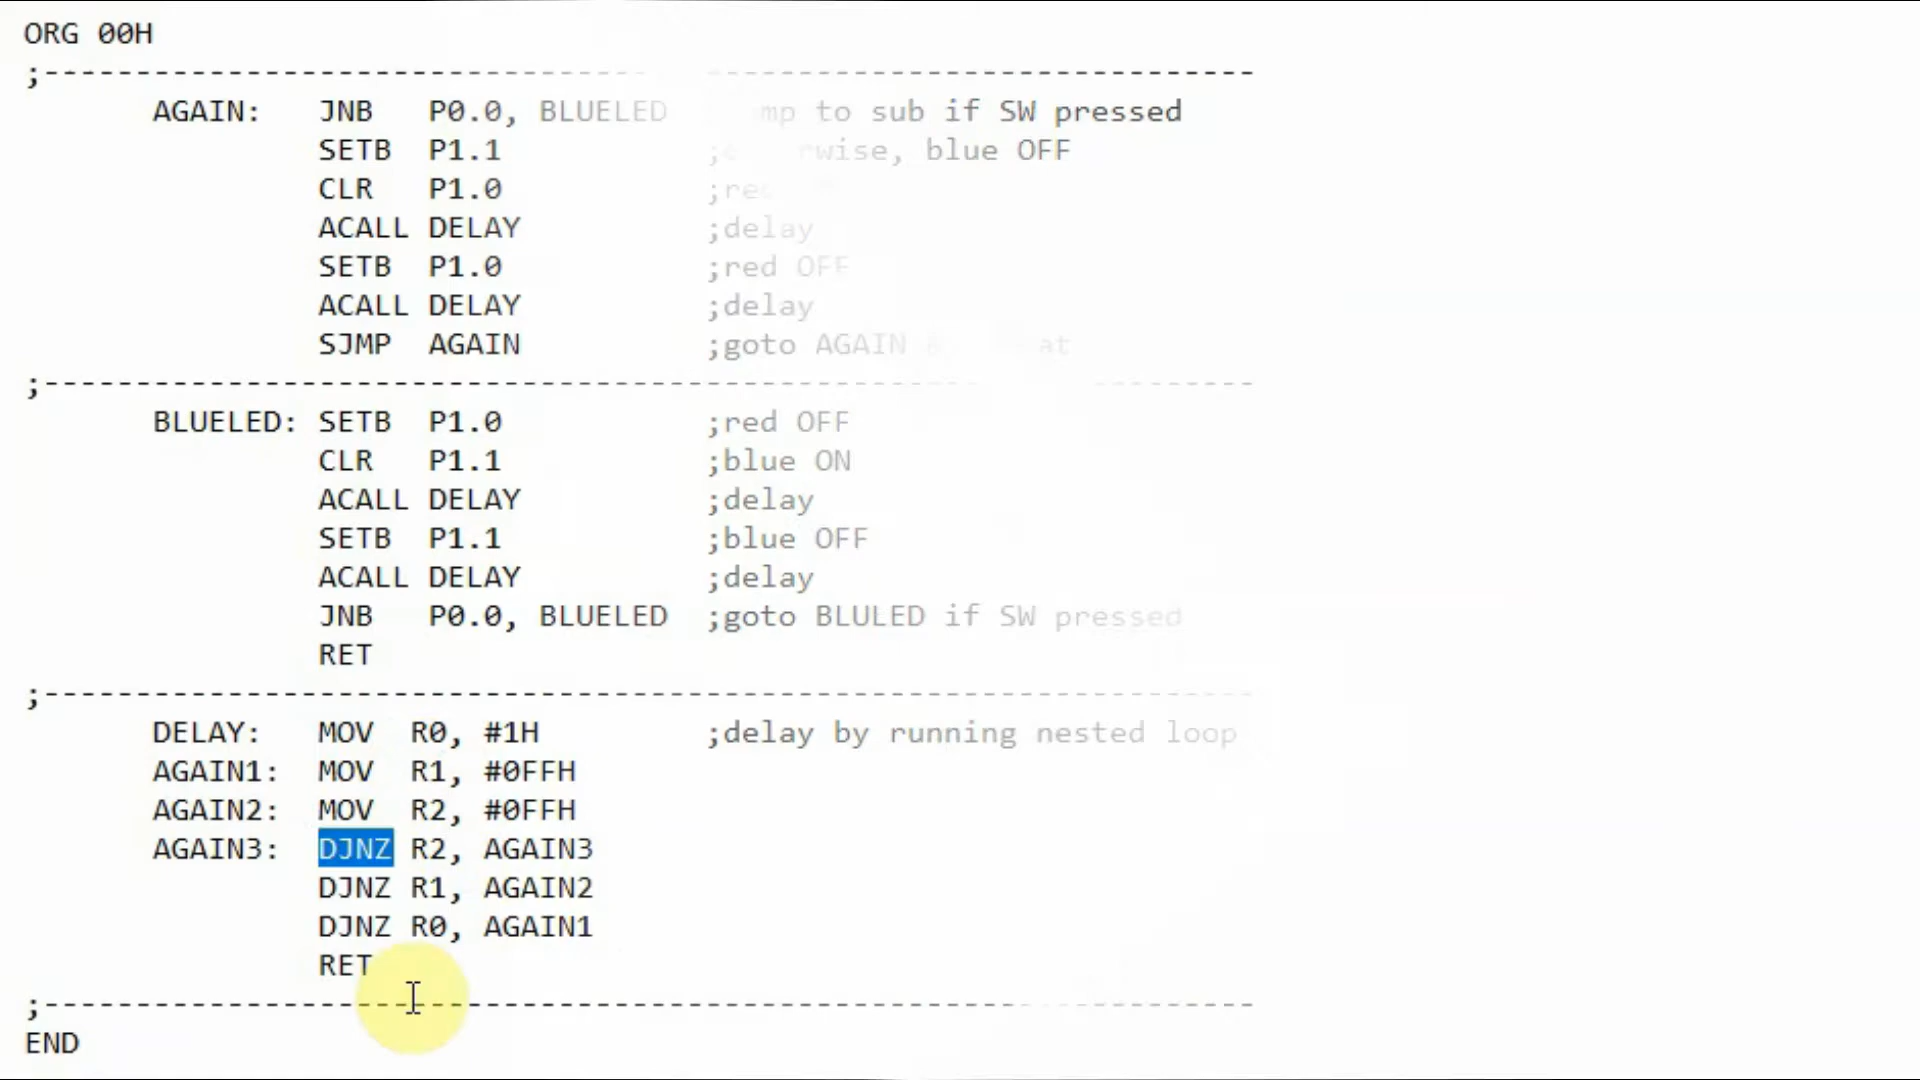 ORG 00H
;------------------------------------------------------------------
AGAIN: JNB P0.0, BLUELED to sub if SW pressed
SETB P1.1 ; blue OFF
CLR P1.0 ;red
ACALL DELAY ;delay
SETB P1.0 ;red OFF
ACALL DELAY ;delay
SJMP AGAIN ;goto AGAIN
;------------------------------------------------------------------
BLUELED: SETB P1.0 ;red OFF
CLR P1.1 ;blue ON
ACALL DELAY ;delay
SETB P1.1 ;blue OFF
ACALL DELAY ;delay
JNB P0.0, BLUELED ;goto BLULED if SW pressed
RET
;------------------------------------------------------------------
DELAY: MOV R0, #1H ;delay by running nested loop
AGAIN1: MOV R1, #0FFH
AGAIN2: MOV R2, #0FFH
AGAIN3: DJNZ R2, AGAIN3
DJNZ R1, AGAIN2
DJNZ R0, AGAIN1
RET
;------------------------------------------------------------------
END